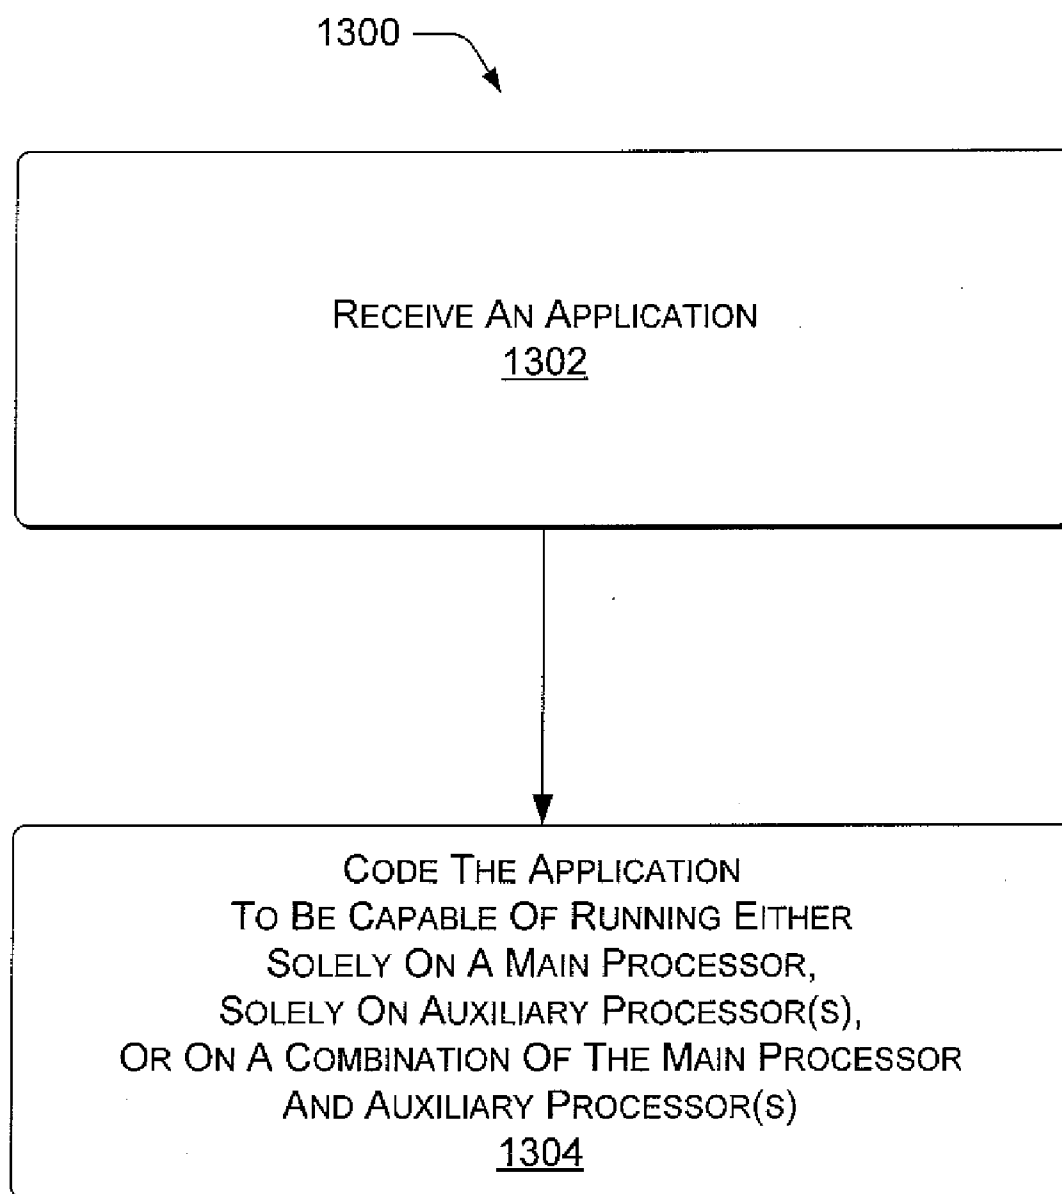 1300
RECEIVE AN APPLICATION
1302
CODE THE APPLICATION
TO BE CAPABLE OF RUNNING EITHER
SOLELY ON A MAIN PROCESSOR,
SOLELY ON AUXILIARY PROCESSOR(S),
OR ON A COMBINATION OF THE MAIN PROCESSOR
AND AUXILIARY PROCESSOR(S)
1304